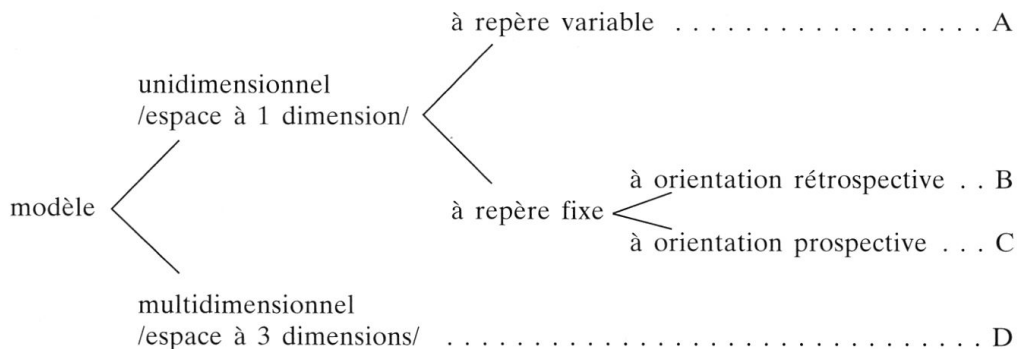 à repère variable . . . . . . . . . . . . . . . . . . A
unidimensionnel
/espace à 1 dimension/
à orientation rétrospective . . B
modèle
à repère fixe
à orientation prospective . . . C
multidimensionnel
/espace à 3 dimensions/ . . . . . . . . . . . . . . . . . . . . . . . . . . . . . . . D